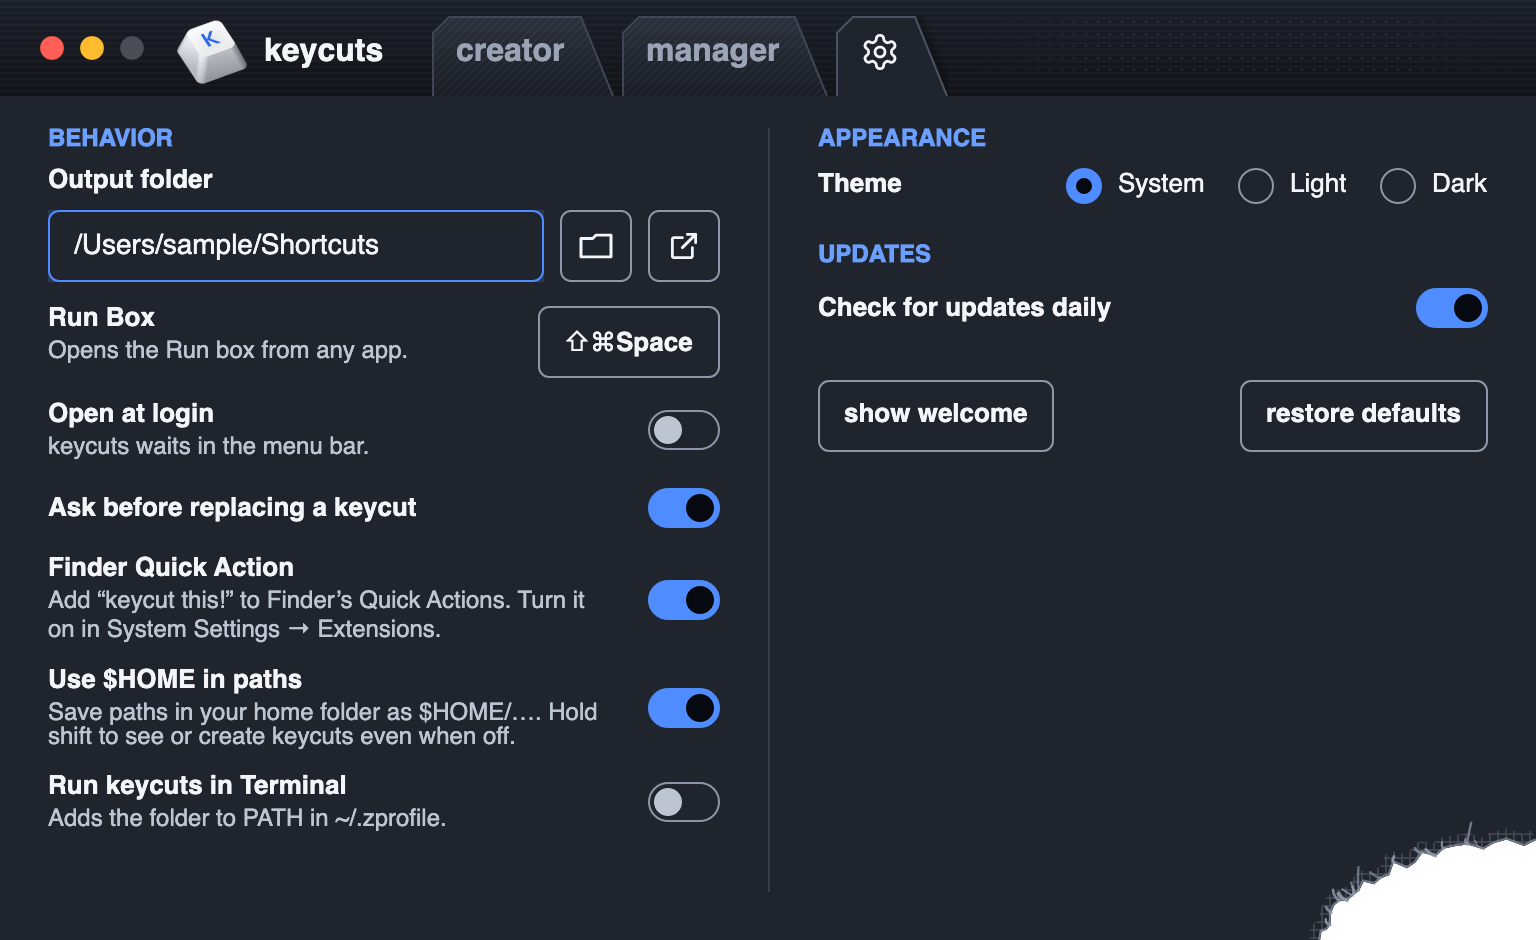 K
keycuts
creator
manager
BEHAVIOR
Output folder
/Users/sample/Shortcuts
Run Box
Opens the Run box from any app.
⇧⌘Space
Open at login
keycuts waits in the menu bar.
Ask before replacing a keycut
Finder Quick Action
Add “keycut this!” to Finder’s Quick Actions. Turn it
on in System Settings → Extensions.
Use $HOME in paths
Save paths in your home folder as $HOME/…. Hold
shift to see or create keycuts even when off.
Run keycuts in Terminal
Adds the folder to PATH in ~/.zprofile.
APPEARANCE
Theme
System
Light
Dark
UPDATES
Check for updates daily
show welcome
restore defaults